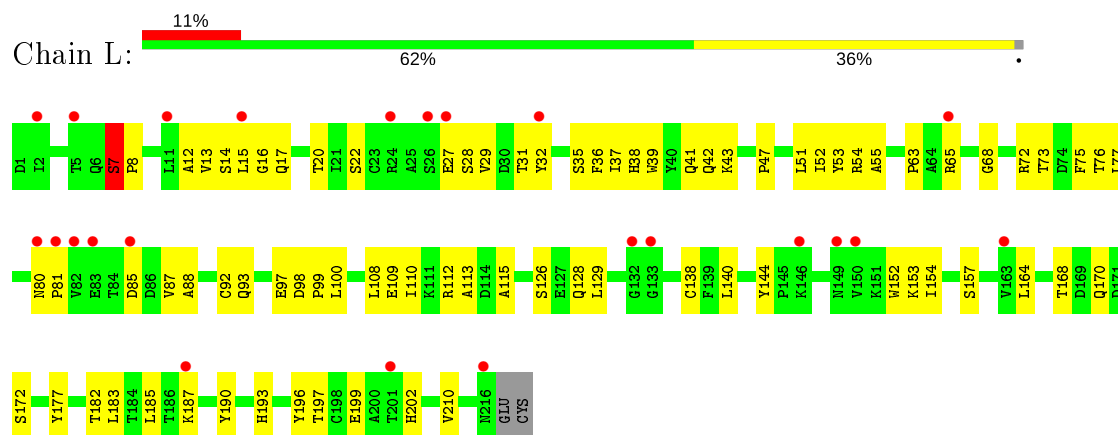 11%
Chain L:
62% 36% •
D1 I2 T5 Q6 S7 P8 L11 A12 V13 S14 L15 G16 Q17 T20 I21 S22 C23 R24 A25 S26 E27 S28 V29 D30 T31 Y32 S35 F36 I37 H38 W39 Y40 Q41 Q42 K43 P47 L51 I52 Y53 R54 A55 P63 A64 R65 G68 R72 T73 D74 F75 T76 L77
N80 P81 V82 E83 T84 D85 D86 V87 A88 C92 Q93 E97 D98 P99 L100 L108 E109 I110 K111 R112 A113 D114 A115 S126 E127 Q128 L129 G132 G133 C138 F139 L140 Y144 P145 K146 N149 V150 K151 W152 K153 I154 S157 V163 L164 T168 D169 Q170 D171
S172 Y177 T182 L183 T184 L185 T186 K187 Y190 H193 Y196 T197 C198 E199 A200 T201 H202 V210 N216 GLU CYS